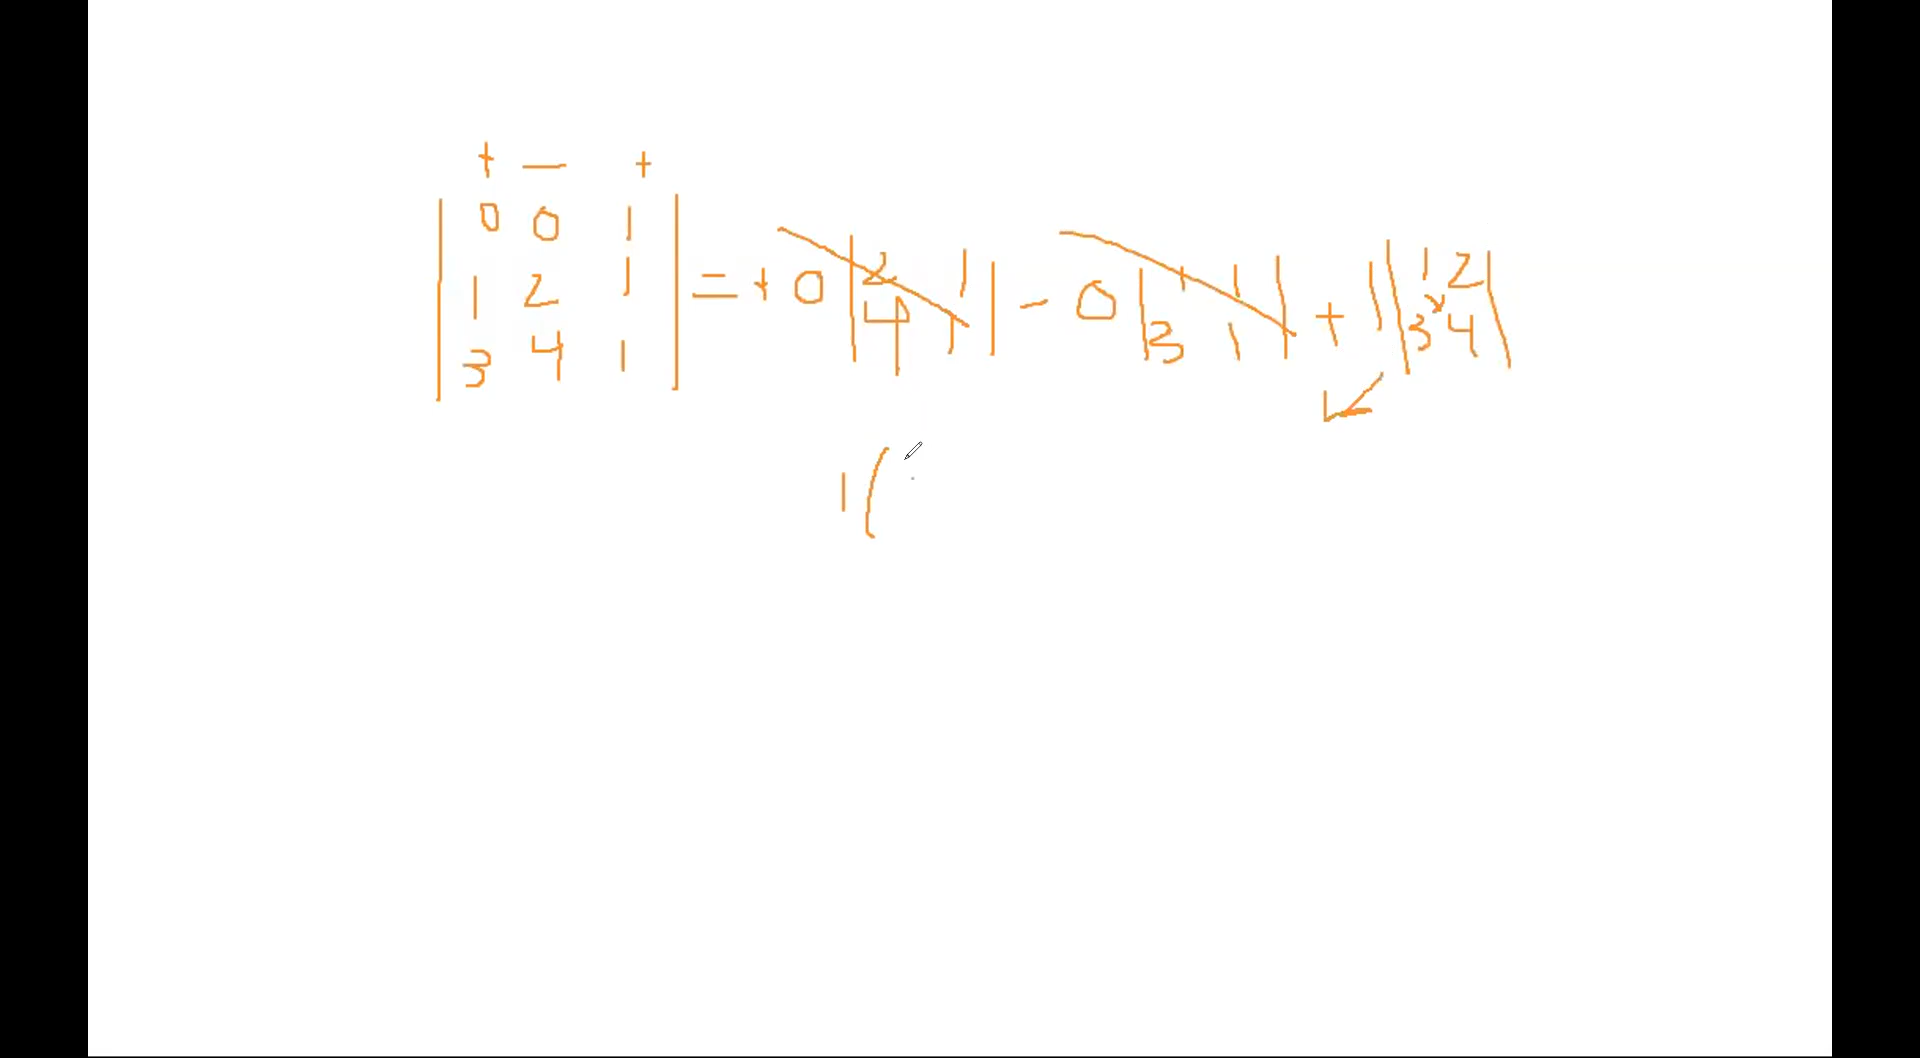 + − +
| 0 0 1 |
| 1 2 1 | = + 0 | 2 1 | − 0 | 1 1 | + 1 | 1 2 |
| 3 4 1 | | 4 1 | | 3 1 | | 3 4 |
1 (